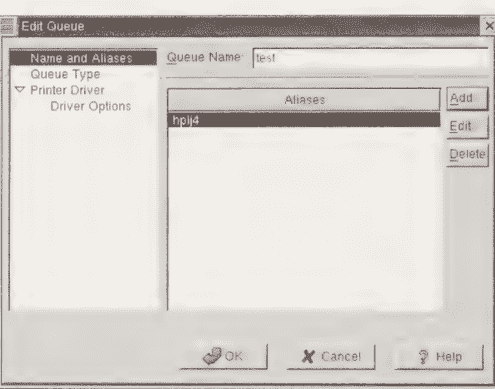 Edit Queue
Name and Aliases
Queue Type
Printer Driver
Driver Options
Queue Name: test
Aliases
hplj4
Add
Edit
Delete
OK
Cancel
Help